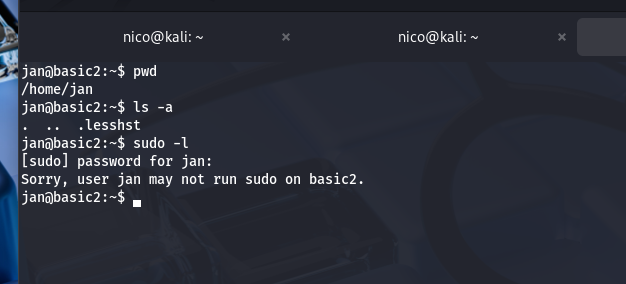 nico@kali: ~ × nico@kali: ~ ×
jan@basic2:~$ pwd
/home/jan
jan@basic2:~$ ls -a
.  ..  .lesshst
jan@basic2:~$ sudo -l
[sudo] password for jan:
Sorry, user jan may not run sudo on basic2.
jan@basic2:~$